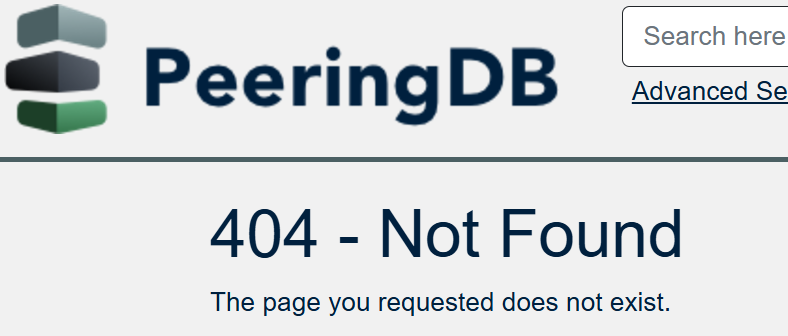 PeeringDB
Search here
Advanced Se
404 - Not Found
The page you requested does not exist.